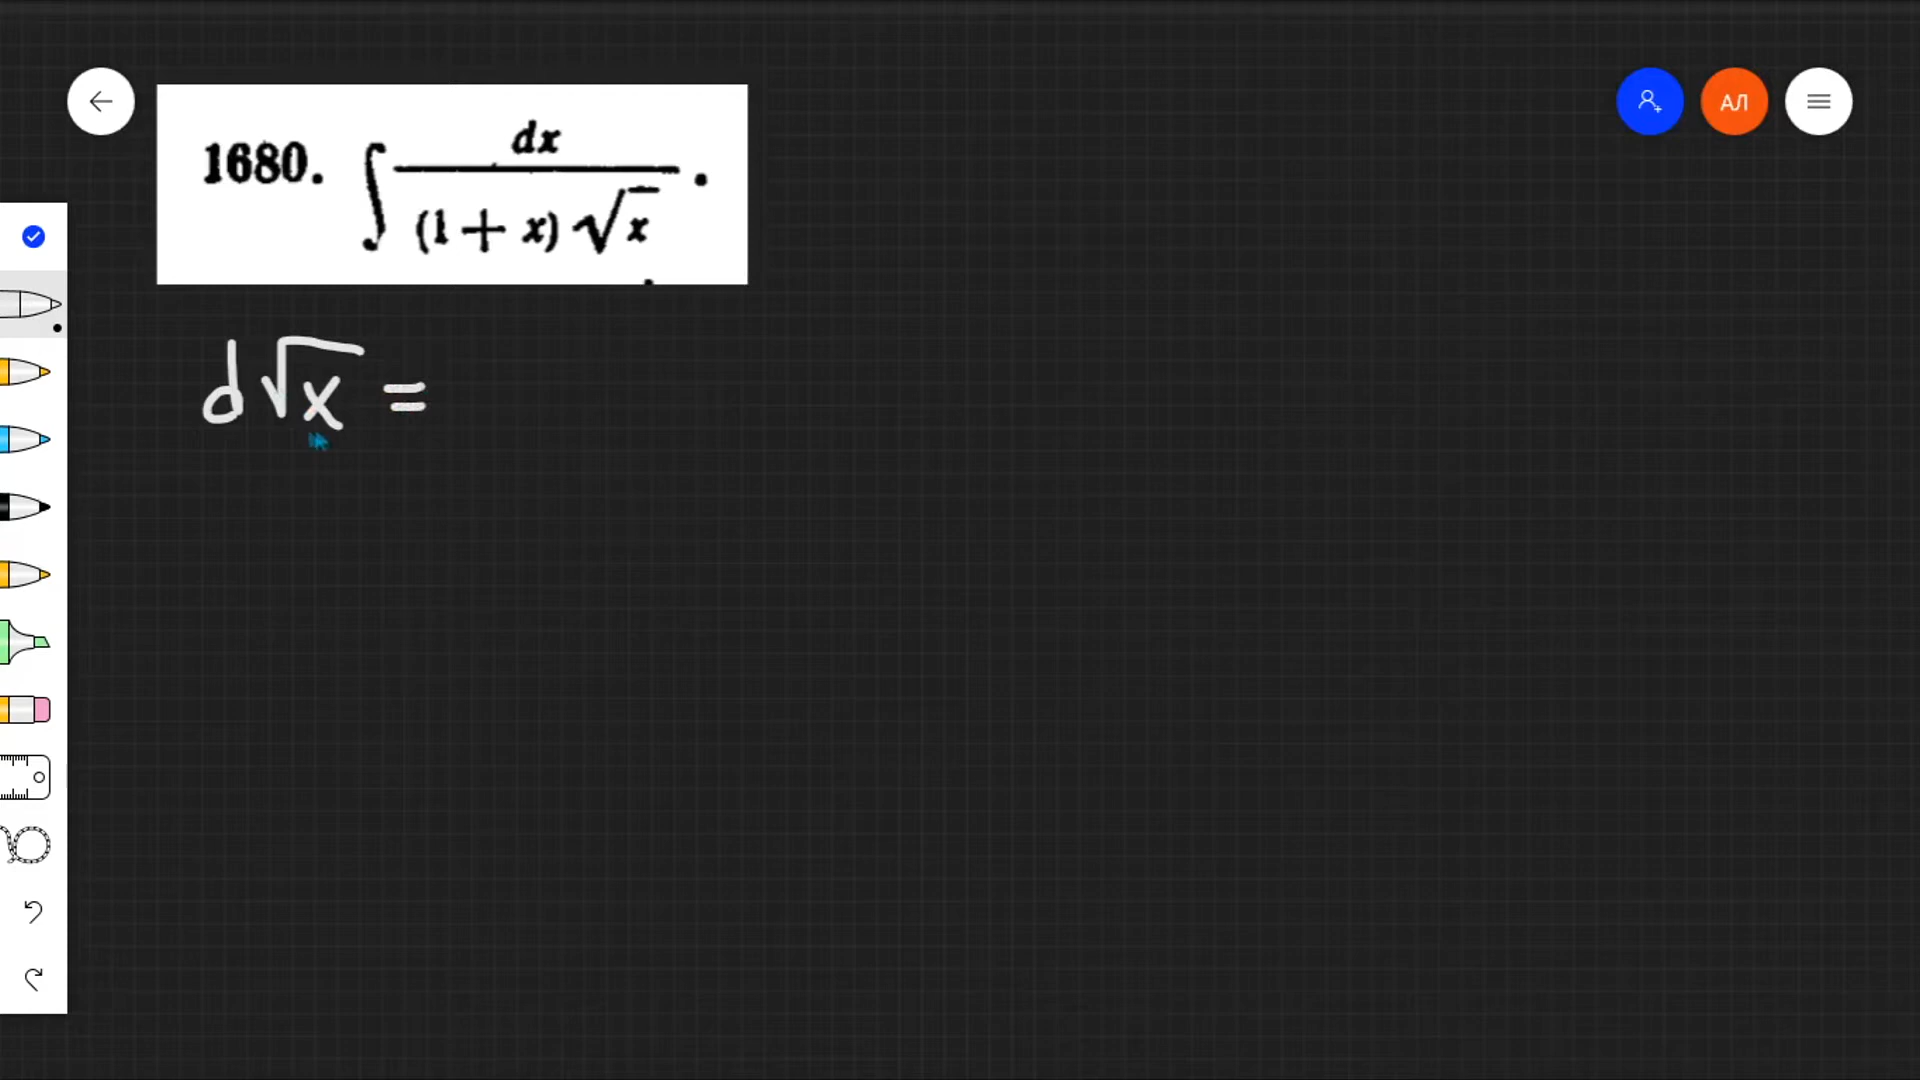 АЛ
1680. ∫ dx / (1 + x) √x .
d√x =